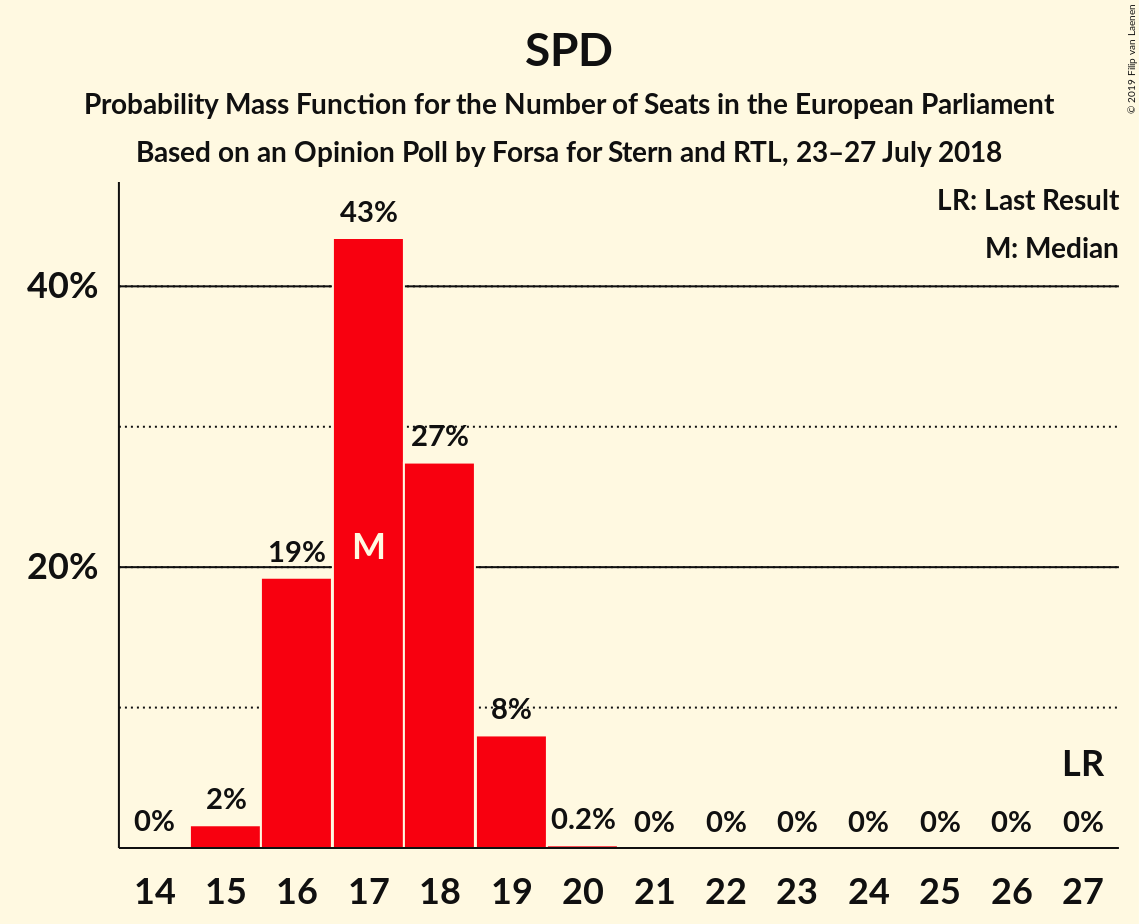 SPD
Probability Mass Function for the Number of Seats in the European Parliament
Based on an Opinion Poll by Forsa for Stern and RTL, 23–27 July 2018
© 2019 Filip van Laenen
LR: Last Result
M: Median
40%
20%
0%
2%
19%
43%
M
27%
8%
0.2%
0%
0%
0%
0%
0%
0%
LR
0%
14 15 16 17 18 19 20 21 22 23 24 25 26 27